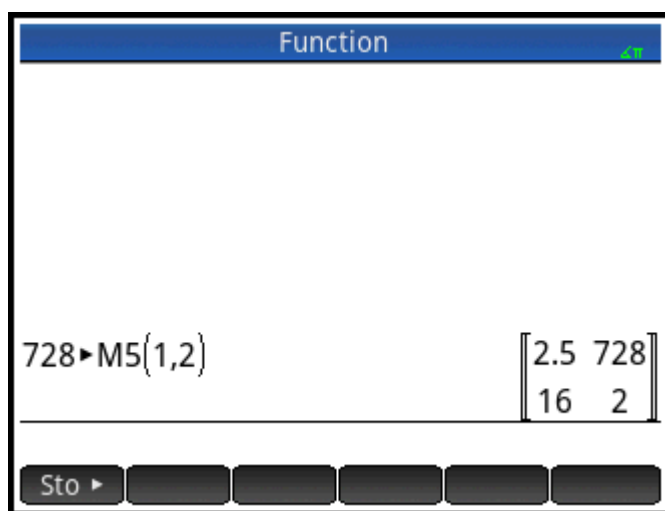 Function
∡π
728▶M5(1,2)
[2.5 728
16 2]
Sto ▶